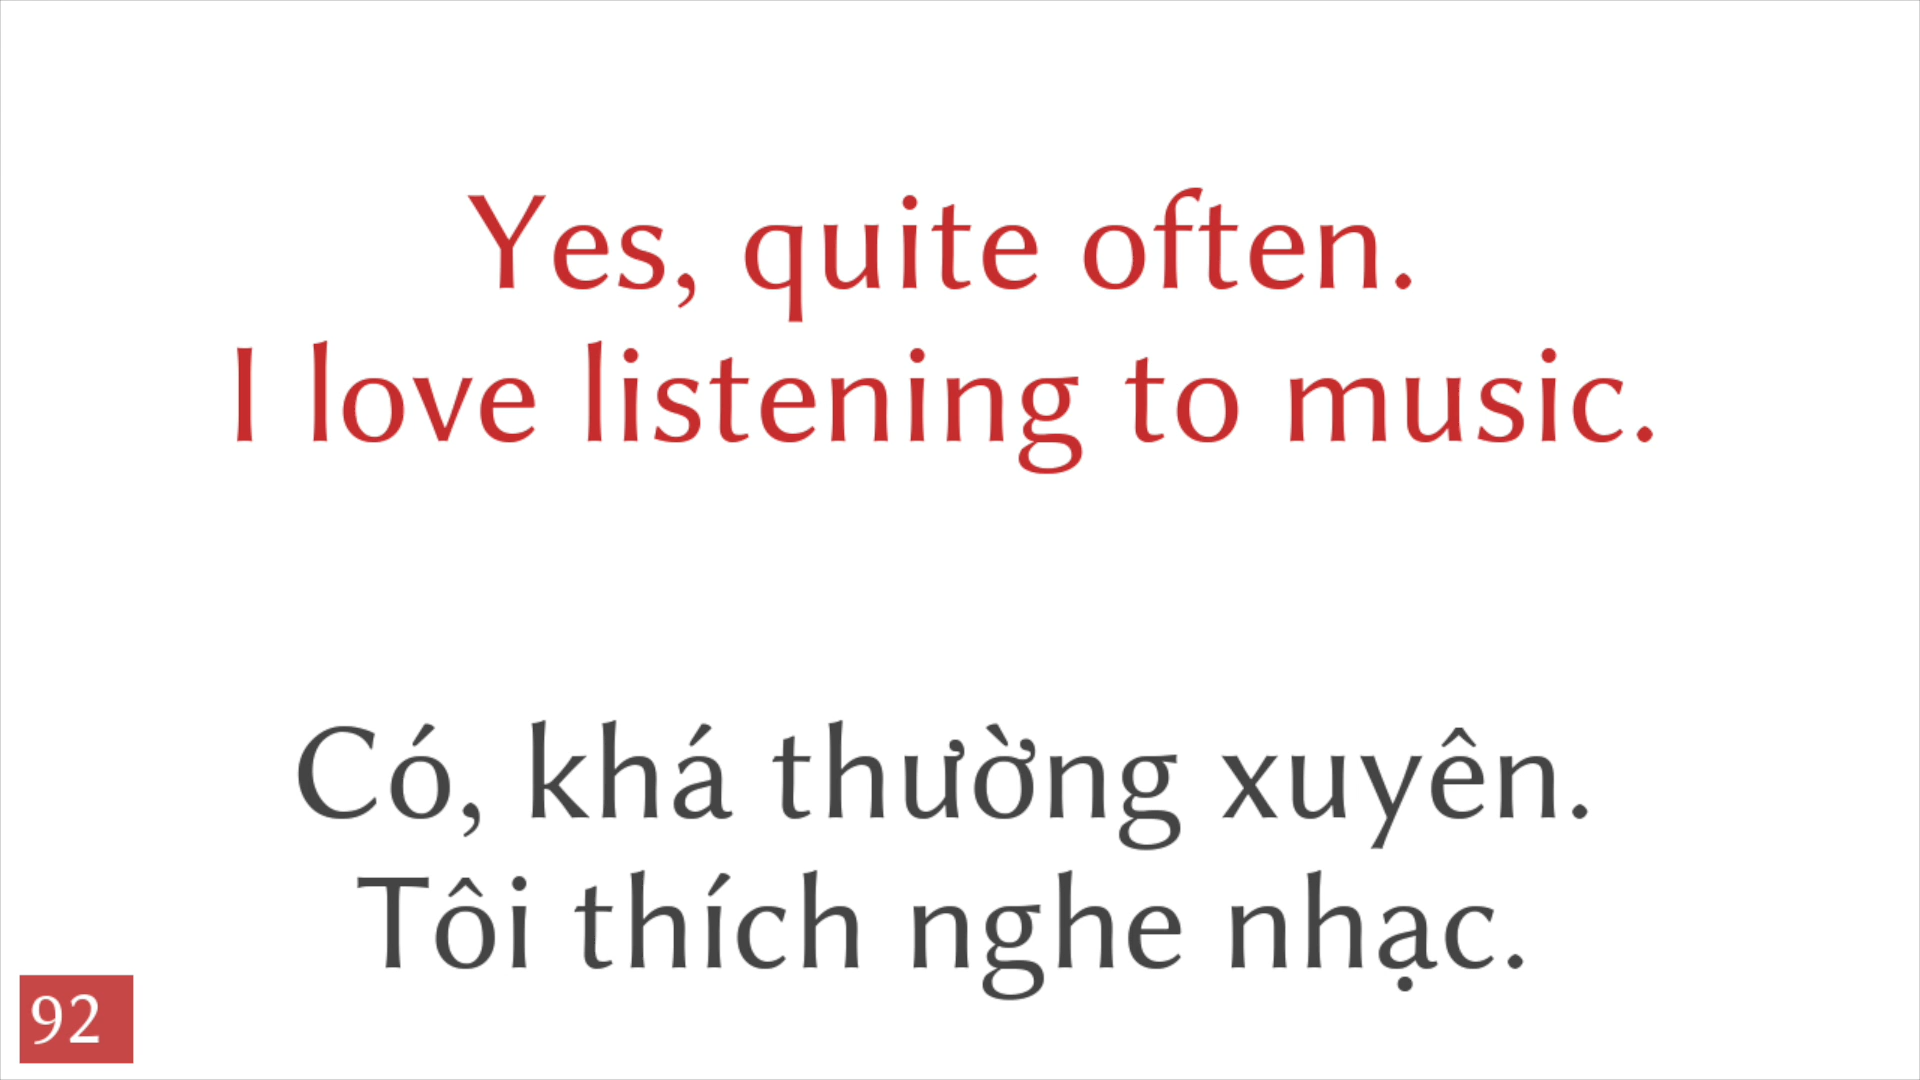 Yes, quite often.
I love listening to music.
Có, khá thường xuyên.
Tôi thích nghe nhạc.
92